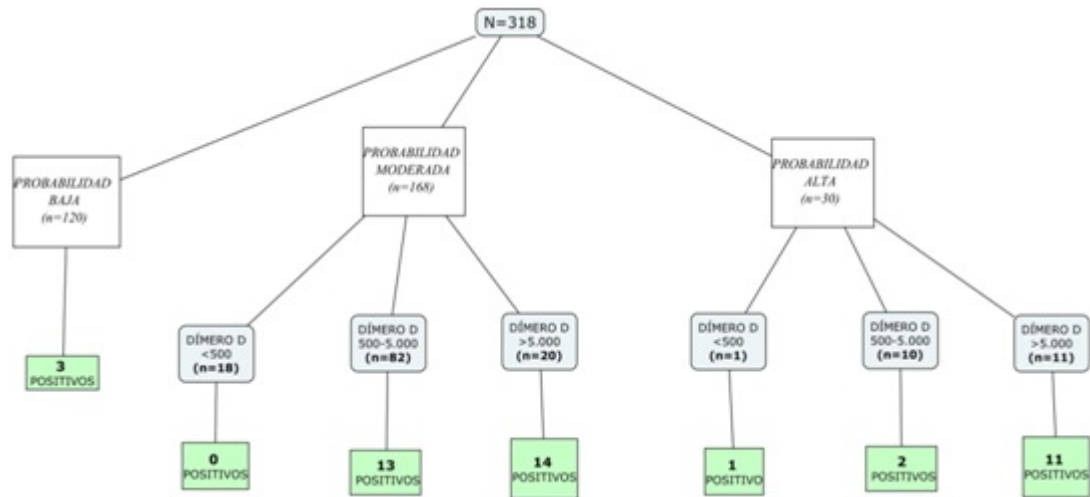 N=318
PROBABILIDAD
BAJA
(n=120)
PROBABILIDAD
MODERADA
(n=168)
PROBABILIDAD
ALTA
(n=30)
DÍMERO D
<500
(n=18)
DÍMERO D
500-5.000
(n=82)
DÍMERO D
>5.000
(n=20)
DÍMERO D
<500
(n=1)
DÍMERO D
500-5.000
(n=10)
DÍMERO D
>5.000
(n=11)
3
POSITIVOS
0
POSITIVOS
13
POSITIVOS
14
POSITIVOS
1
POSITIVO
2
POSITIVOS
11
POSITIVOS